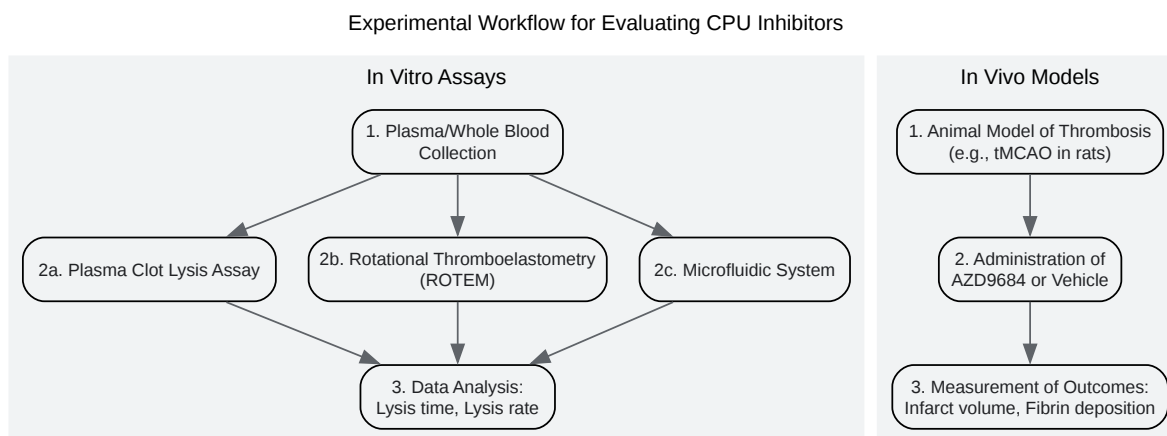 Experimental Workflow for Evaluating CPU Inhibitors
In Vitro Assays
1. Plasma/Whole Blood
Collection
2a. Plasma Clot Lysis Assay
2b. Rotational Thromboelastometry
(ROTEM)
2c. Microfluidic System
3. Data Analysis:
Lysis time, Lysis rate
In Vivo Models
1. Animal Model of Thrombosis
(e.g., tMCAO in rats)
2. Administration of
AZD9684 or Vehicle
3. Measurement of Outcomes:
Infarct volume, Fibrin deposition